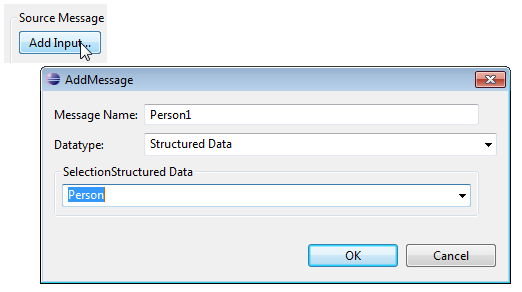 Source Message
Add Input...
AddMessage
Message Name: Person1
Datatype: Structured Data
SelectionStructured Data
Person
OK Cancel